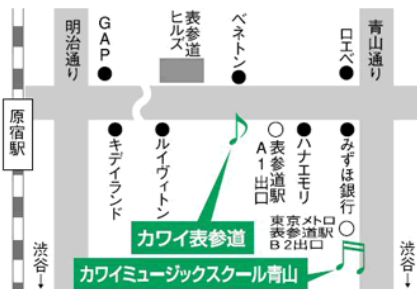 明治通り
GAP
表参道
ヒルズ
ベネトン
ロエベ
青山通り
原宿駅
キデイランド
ルイヴィトン
表参道駅
A1出口
ハナエモリ
みずほ銀行
東京メトロ
表参道駅
B2出口
カワイ表参道
カワイミュージックスクール青山
渋谷
渋谷